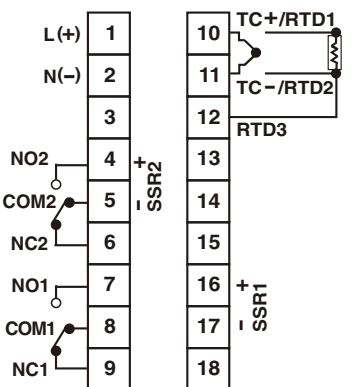 L(+) 1
N(−) 2
3
NO2 4 +
COM2 5 − SSR2
NC2 6
NO1 7
COM1 8
NC1 9
10 TC+/RTD1
11 TC−/RTD2
12 RTD3
13
14
15
16 +
17 − SSR1
18